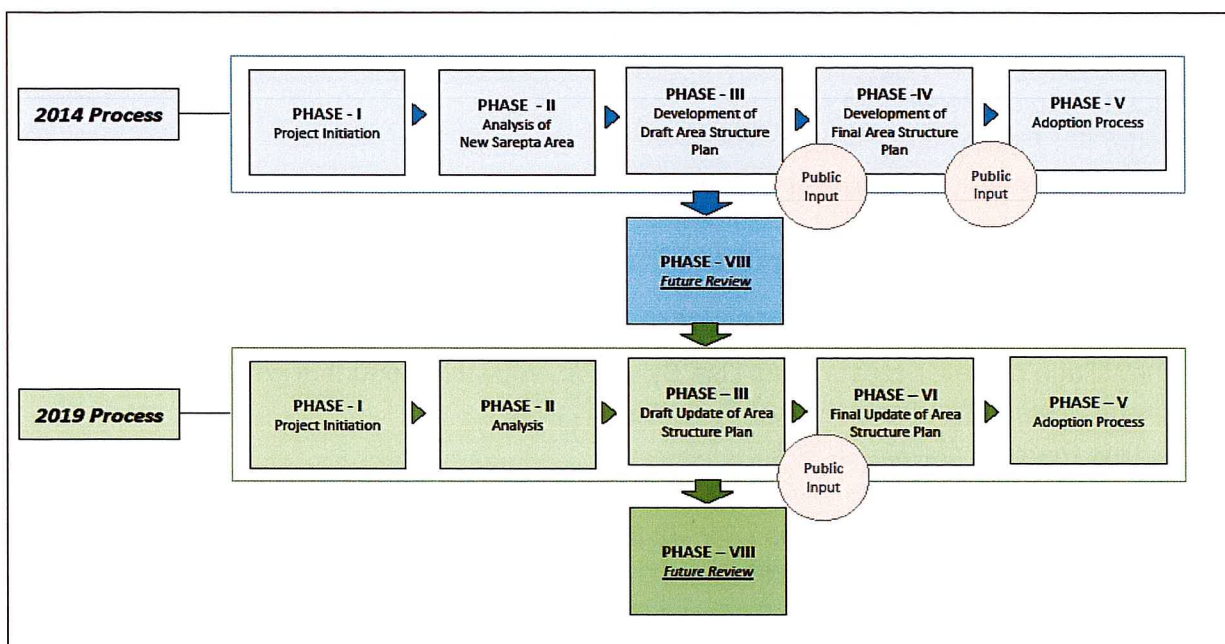 2014 Process
PHASE - I
Project Initiation
PHASE - II
Analysis of
New Sarepta Area
PHASE - III
Development of
Draft Area Structure
Plan
PHASE -IV
Development of
Final Area Structure
Plan
PHASE - V
Adoption Process
Public
Input
Public
Input
PHASE - VIII
Future Review
2019 Process
PHASE - I
Project Initiation
PHASE - II
Analysis
PHASE – III
Draft Update of Area
Structure Plan
PHASE – VI
Final Update of Area
Structure Plan
PHASE – V
Adoption Process
Public
Input
PHASE – VIII
Future Review